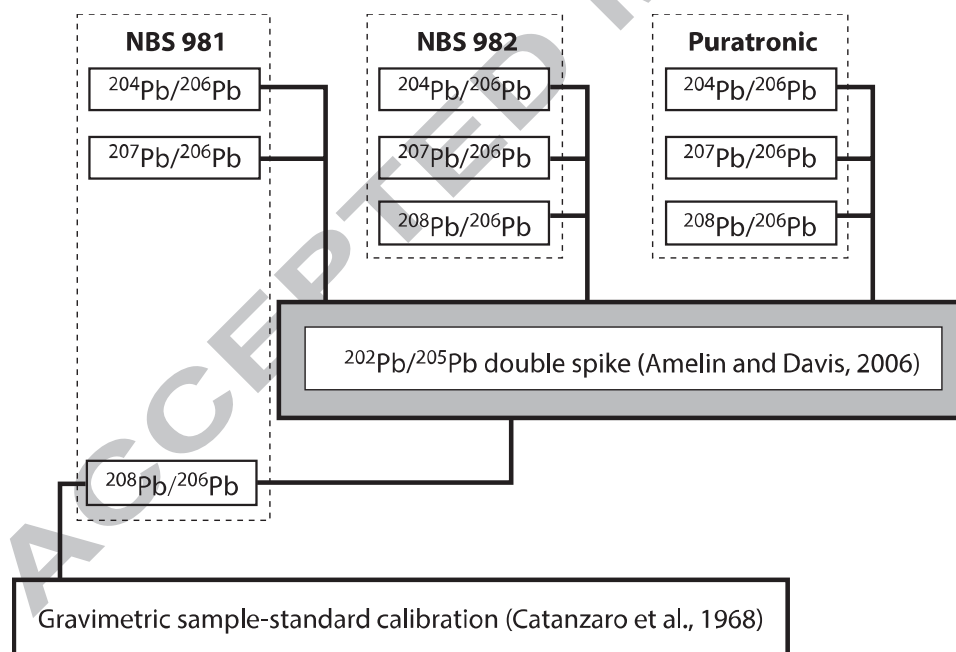 NBS 981
²⁰⁴Pb/²⁰⁶Pb
²⁰⁷Pb/²⁰⁶Pb
NBS 982
²⁰⁴Pb/²⁰⁶Pb
²⁰⁷Pb/²⁰⁶Pb
²⁰⁸Pb/²⁰⁶Pb
Puratronic
²⁰⁴Pb/²⁰⁶Pb
²⁰⁷Pb/²⁰⁶Pb
²⁰⁸Pb/²⁰⁶Pb
²⁰²Pb/²⁰⁵Pb double spike (Amelin and Davis, 2006)
²⁰⁸Pb/²⁰⁶Pb
Gravimetric sample-standard calibration (Catanzaro et al., 1968)
ACCEPTED